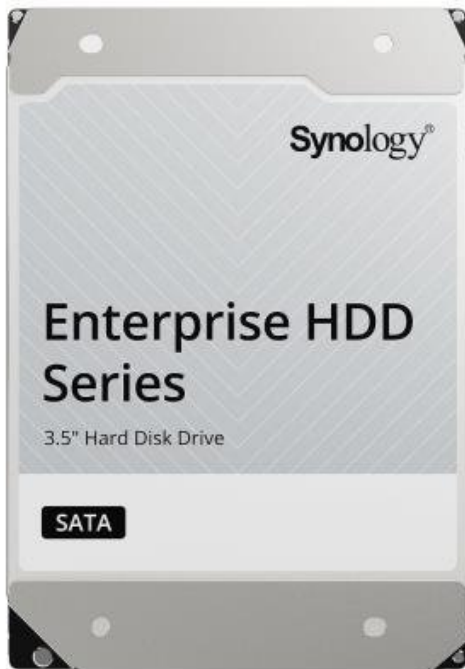 Synology®
Enterprise HDD
Series
3.5" Hard Disk Drive
SATA